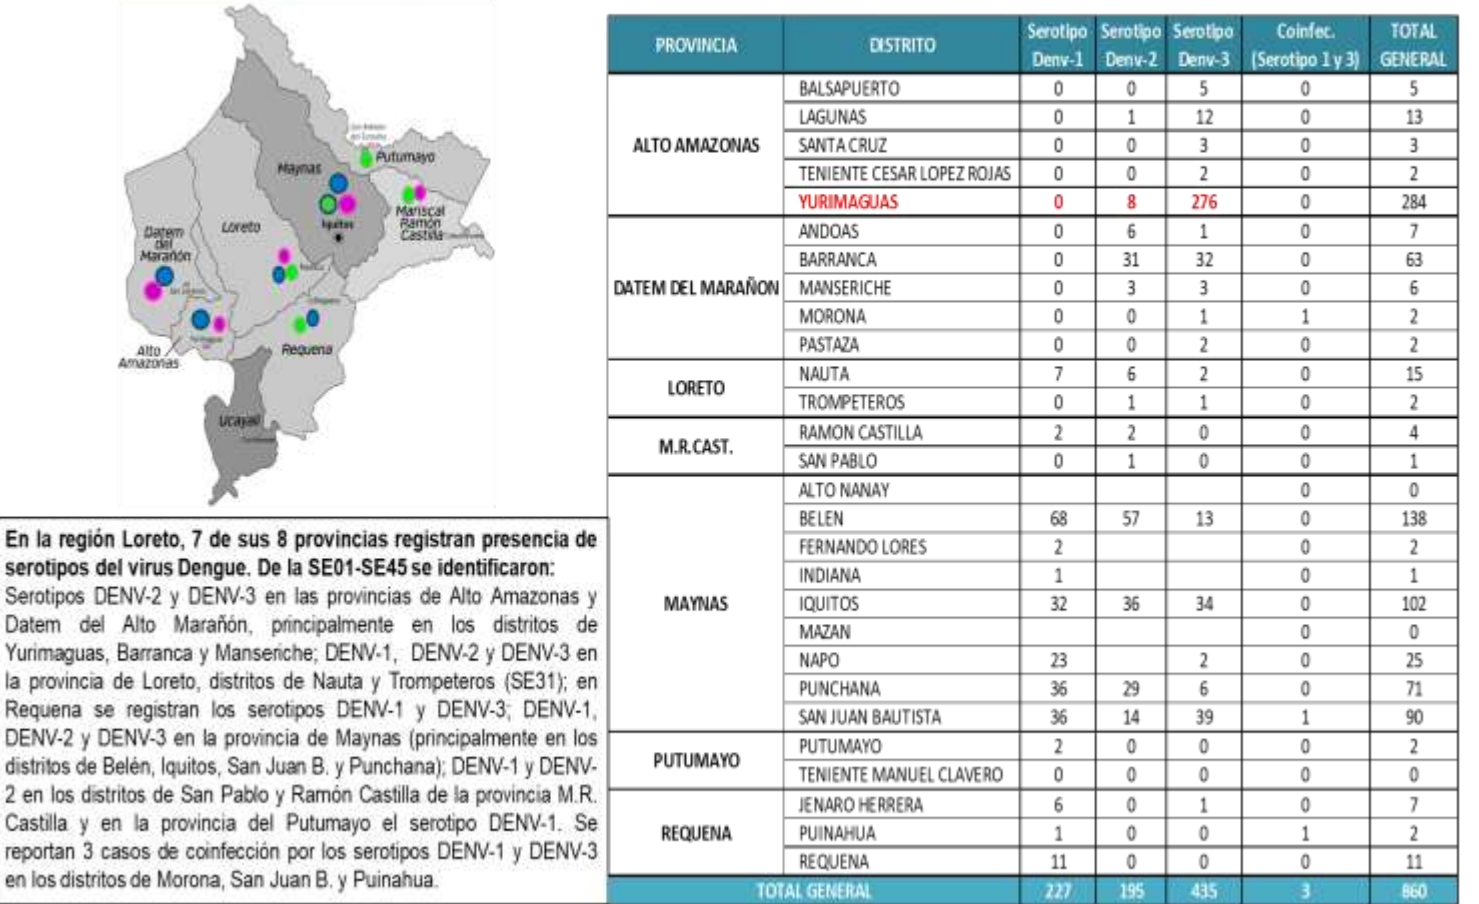 Putumayo
Maynas
Mariscal
Ramón
Castilla
Iquitos
Loreto
Datem
del
Marañón
Alto
Amazonas
Requena
Ucayali
En la región Loreto, 7 de sus 8 provincias registran presencia de
serotipos del virus Dengue. De la SE01-SE45 se identificaron:
Serotipos DENV-2 y DENV-3 en las provincias de Alto Amazonas y
Datem del Alto Marañón, principalmente en los distritos de
Yurimaguas, Barranca y Manseriche; DENV-1, DENV-2 y DENV-3 en
la provincia de Loreto, distritos de Nauta y Trompeteros (SE31); en
Requena se registran los serotipos DENV-1 y DENV-3; DENV-1,
DENV-2 y DENV-3 en la provincia de Maynas (principalmente en los
distritos de Belén, Iquitos, San Juan B. y Punchana); DENV-1 y DENV-
2 en los distritos de San Pablo y Ramón Castilla de la provincia M.R.
Castilla y en la provincia del Putumayo el serotipo DENV-1. Se
reportan 3 casos de coinfección por los serotipos DENV-1 y DENV-3
en los distritos de Morona, San Juan B. y Puinahua.
PROVINCIA DISTRITO Serotipo Denv-1 Serotipo Denv-2 Serotipo Denv-3 Coinfec. (Serotipo 1 y 3) TOTAL GENERAL
ALTO AMAZONAS
BALSAPUERTO 0 0 5 0 5
LAGUNAS 0 1 12 0 13
SANTA CRUZ 0 0 3 0 3
TENIENTE CESAR LOPEZ ROJAS 0 0 2 0 2
YURIMAGUAS 0 8 276 0 284
DATEM DEL MARAÑON
ANDOAS 0 6 1 0 7
BARRANCA 0 31 32 0 63
MANSERICHE 0 3 3 0 6
MORONA 0 0 1 1 2
PASTAZA 0 0 2 0 2
LORETO
NAUTA 7 6 2 0 15
TROMPETEROS 0 1 1 0 2
M.R.CAST.
RAMON CASTILLA 2 2 0 0 4
SAN PABLO 0 1 0 0 1
MAYNAS
ALTO NANAY 0 0
BELEN 68 57 13 0 138
FERNANDO LORES 2 0 2
INDIANA 1 0 1
IQUITOS 32 36 34 0 102
MAZAN 0 0
NAPO 23 2 0 25
PUNCHANA 36 29 6 0 71
SAN JUAN BAUTISTA 36 14 39 1 90
PUTUMAYO
PUTUMAYO 2 0 0 0 2
TENIENTE MANUEL CLAVERO 0 0 0 0 0
REQUENA
JENARO HERRERA 6 0 1 0 7
PUINAHUA 1 0 0 1 2
REQUENA 11 0 0 0 11
TOTAL GENERAL 227 195 435 3 860